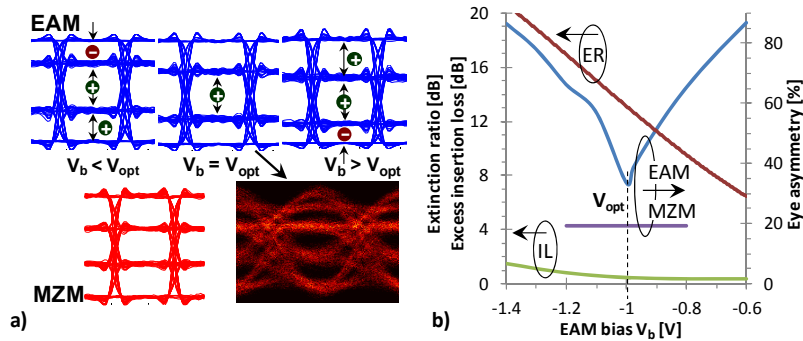 EAM
V_b < V_opt
V_b = V_opt
V_b > V_opt
MZM
a)
Extinction ratio [dB]
Excess insertion loss [dB]
20
16
12
8
4
0
ER
EAM
MZM
V_opt
IL
80
60
40
20
0
Eye asymmetry [%]
-1.4
-1.2
-1
-0.8
-0.6
EAM bias V_b [V]
b)